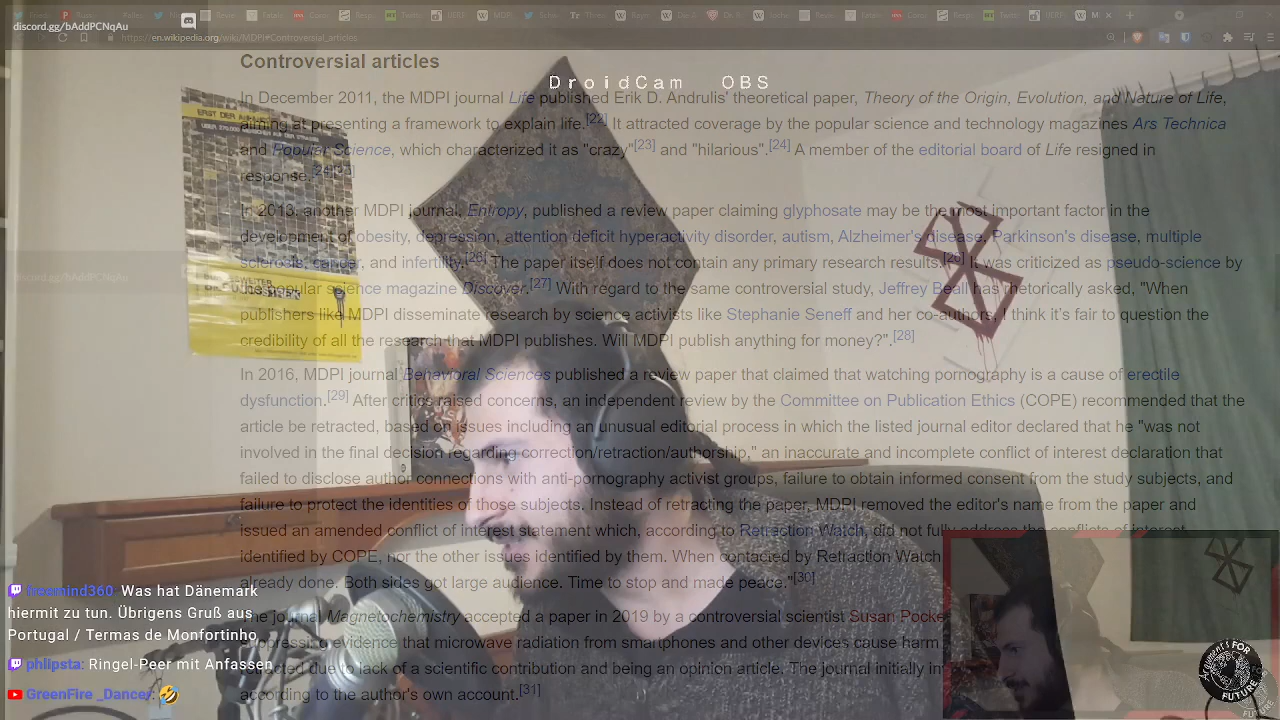 discord.gg/bAddPCNqAu
https://en.wikipedia.org/wiki/MDPI#Controversial_articles
DroidCam OBS
Controversial articles
In December 2011, the MDPI journal Life published Erik D. Andrulis' theoretical paper, Theory of the Origin, Evolution, and Nature of Life,
aiming at presenting a framework to explain life.[22] It attracted coverage by the popular science and technology magazines Ars Technica
and Popular Science, which characterized it as "crazy"[23] and "hilarious".[24] A member of the editorial board of Life resigned in
response.
In 2013, another MDPI journal, Entropy, published a review paper claiming glyphosate may be the most important factor in the
development of obesity, depression, attention deficit hyperactivity disorder, autism, Alzheimer's disease, Parkinson's disease, multiple
sclerosis, cancer, and infertility.[26] The paper itself does not contain any primary research results. It was criticized as pseudo-science by
popular science magazine Discover.[27] With regard to the same controversial study, Jeffrey Beall has rhetorically asked, "When
publishers like MDPI disseminate research by science activists like Stephanie Seneff and her co-authors, I think it's fair to question the
credibility of all the research that MDPI publishes. Will MDPI publish anything for money?".[28]
In 2016, MDPI journal Behavioral Sciences published a review paper that claimed that watching pornography is a cause of erectile
dysfunction.[29] After critics raised concerns, an independent review by the Committee on Publication Ethics (COPE) recommended that the
article be retracted, based on issues including an unusual editorial process in which the listed journal editor declared that he "was not
involved in the final decision regarding correction/retraction/authorship," an inaccurate and incomplete conflict of interest declaration that
failed to disclose author connections with anti-pornography activist groups, failure to obtain informed consent from the study subjects, and
failure to protect the identities of those subjects. Instead of retracting the paper, MDPI removed the editor's name from the paper and
issued an amended conflict of interest statement which, according to Retraction Watch, did not fully address the conflicts of interest
identified by COPE, nor the other issues identified by them. When contacted by Retraction Watch
already done. Both sides got large audience. Time to stop and made peace."[30]
The journal Magnetochemistry accepted a paper in 2019 by a controversial scientist Susan Pocke
suppressing evidence that microwave radiation from smartphones and other devices cause harm
due to lack of a scientific contribution and being an opinion article. The journal initially in
according to the author's own account.[31]
discord.gg/bAddPCNqAu
Was hat Dänemark
hiermit zu tun. Übrigens Gruß aus
Portugal / Termas de Monfortinho
phlipsta: Ringel-Peer mit Anfassen
GreenFire _Dancer: 🤣
FOR
FUTURE